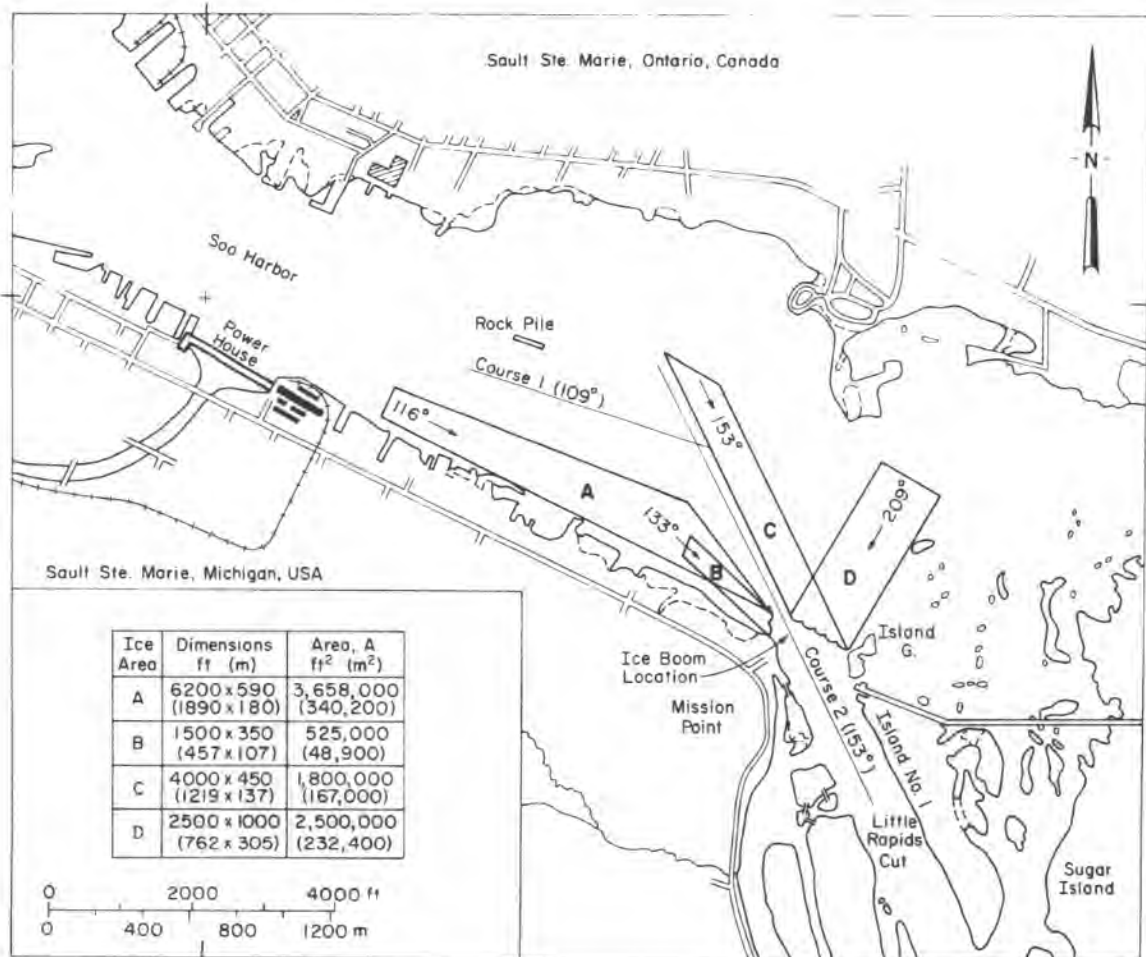 Sault Ste. Marie, Ontario, Canada
N
Soo Harbor
Power
House
Rock Pile
Course 1 (109°)
116°
153°
A
133°
C
209°
B
D
Sault Ste. Marie, Michigan, USA
Island
G.
Ice Boom
Location
Mission
Point
Course 2 (153°)
Island No. 1
Little
Rapids
Cut
Sugar
Island
Ice Area Dimensions ft (m) Area, A ft² (m²)
A 6200 x 590 (1890 x 180) 3,658,000 (340,200)
B 1500 x 350 (457 x 107) 525,000 (48,900)
C 4000 x 450 (1219 x 137) 1,800,000 (167,000)
D 2500 x 1000 (762 x 305) 2,500,000 (232,400)
0 2000 4000 ft
0 400 800 1200 m